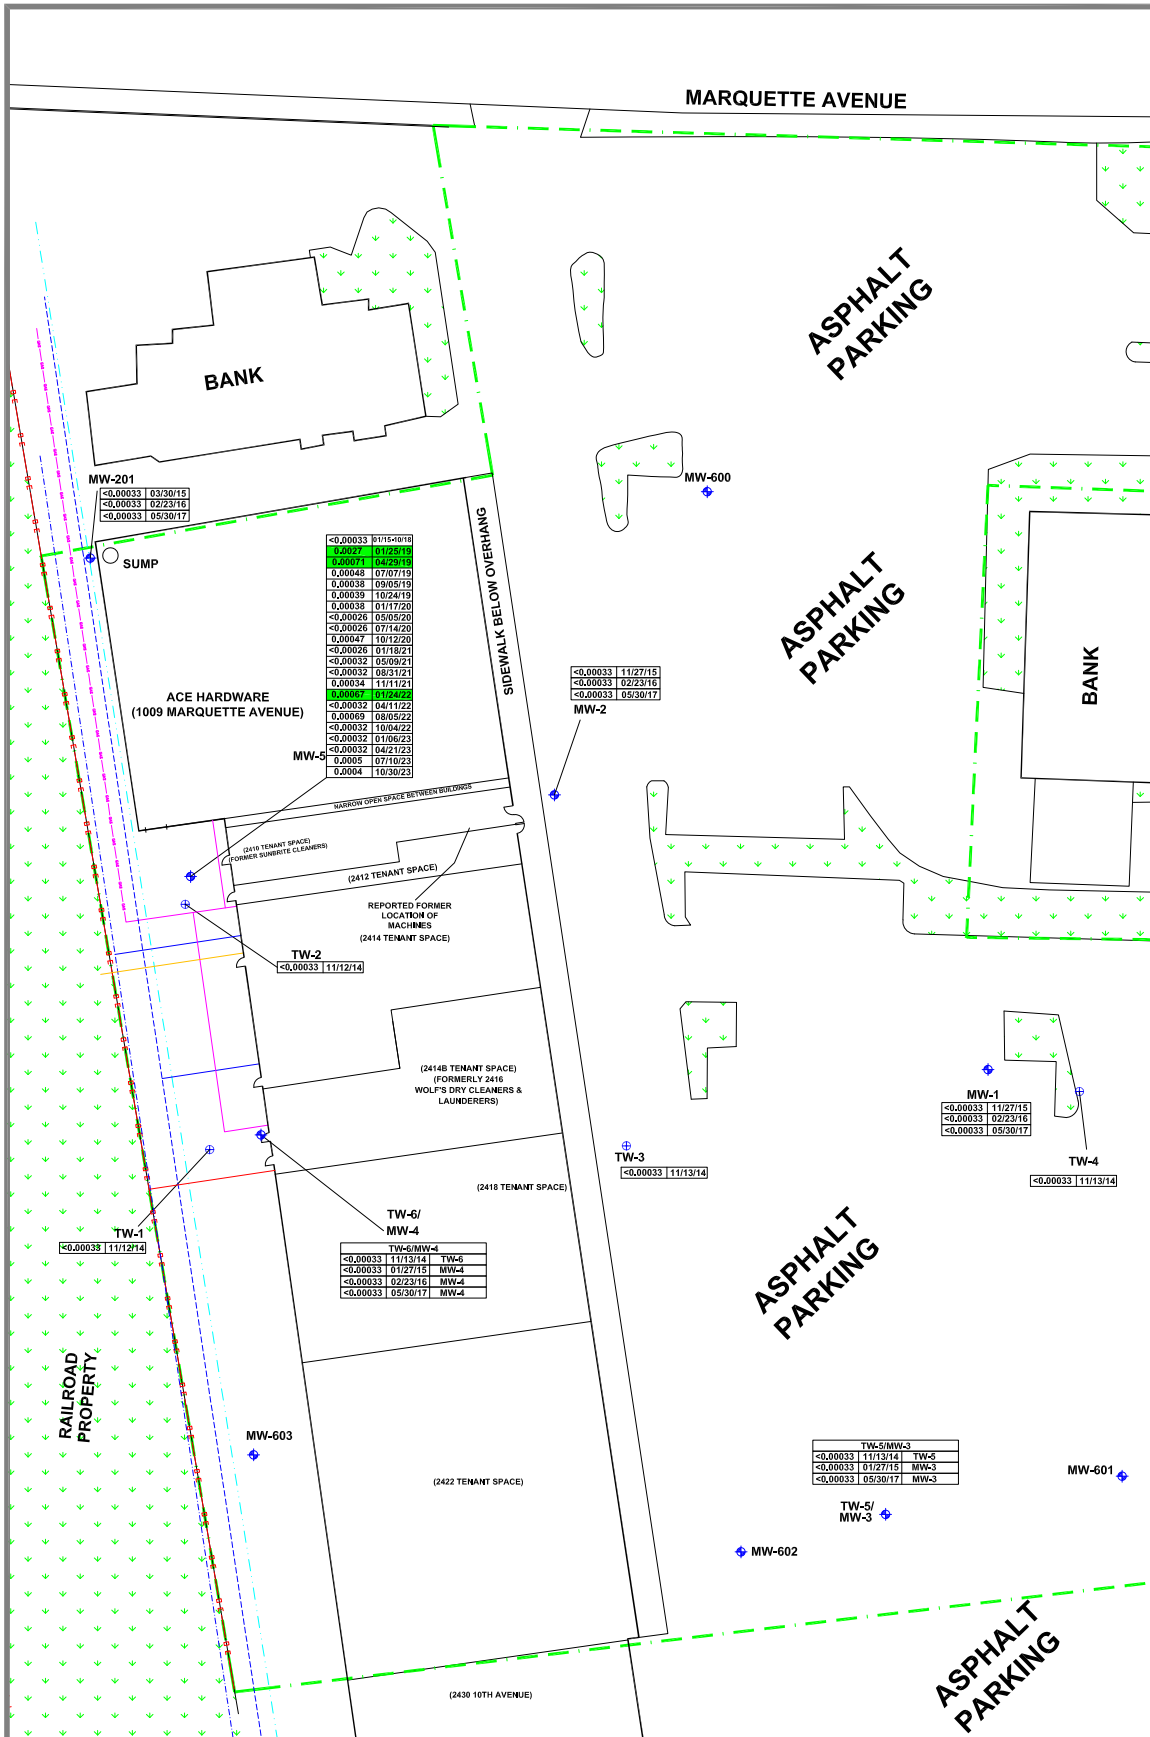 MARQUETTE AVENUE
ASPHALT
PARKING
BANK
MW-201
<0.00033 03/30/15
<0.00033 02/23/16
<0.00033 05/30/17
SUMP
MW-600
SIDEWALK BELOW OVERHANG
<0.00033 01/15-10/18
0.0027 01/25/19
0.00071 04/29/19
0.00048 07/07/19
0.00038 09/05/19
0.00039 10/24/19
0.00038 01/17/20
<0.00026 05/05/20
<0.00026 07/14/20
0.00047 10/12/20
<0.00026 01/18/21
<0.00032 05/09/21
<0.00032 08/31/21
0.00034 11/11/21
0.00067 01/24/22
<0.00032 04/11/22
0.00069 08/05/22
<0.00032 10/04/22
<0.00032 01/06/23
<0.00032 04/21/23
0.0005 07/10/23
0.0004 10/30/23
MW-5
ACE HARDWARE
(1009 MARQUETTE AVENUE)
ASPHALT
PARKING
BANK
<0.00033 11/27/15
<0.00033 02/23/16
<0.00033 05/30/17
MW-2
NARROW OPEN SPACE BETWEEN BUILDINGS
(2410 TENANT SPACE)
(FORMER SUNBRITE CLEANERS)
(2412 TENANT SPACE)
REPORTED FORMER
LOCATION OF
MACHINES
(2414 TENANT SPACE)
TW-2
<0.00033 11/12/14
(2414B TENANT SPACE)
(FORMERLY 2416
WOLF'S DRY CLEANERS &
LAUNDERERS)
MW-1
<0.00033 11/27/15
<0.00033 02/23/16
<0.00033 05/30/17
TW-3
<0.00033 11/13/14
TW-4
<0.00033 11/13/14
(2418 TENANT SPACE)
TW-1
<0.00033 11/12/14
TW-6/
MW-4
TW-6/MW-4
<0.00033 11/13/14 TW-6
<0.00033 01/27/15 MW-4
<0.00033 02/23/16 MW-4
<0.00033 05/30/17 MW-4
ASPHALT
PARKING
RAILROAD
PROPERTY
MW-603
(2422 TENANT SPACE)
TW-5/MW-3
<0.00033 11/13/14 TW-5
<0.00033 01/27/15 MW-3
<0.00033 05/30/17 MW-3
TW-5/
MW-3
MW-601
MW-602
ASPHALT
PARKING
(2430 10TH AVENUE)